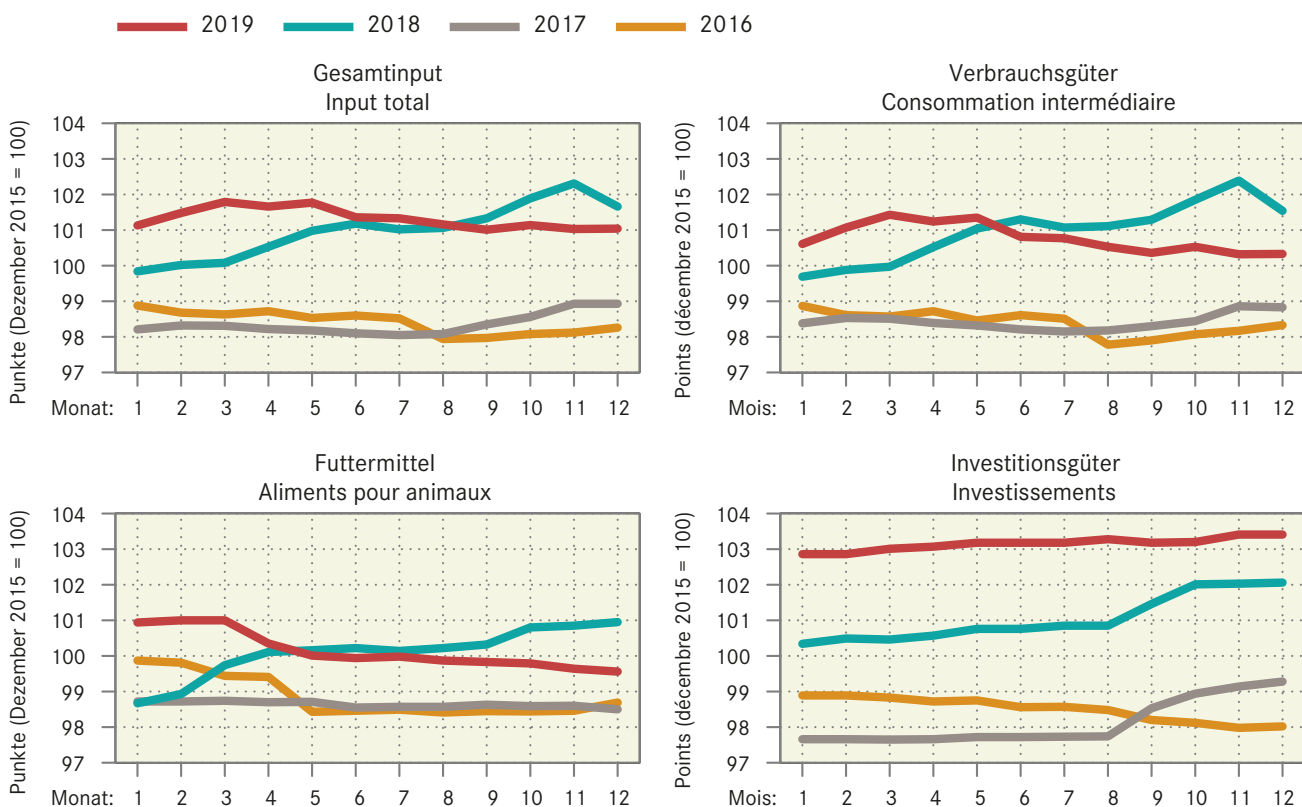 2019 2018 2017 2016
Gesamtinput
Input total
Punkte (Dezember 2015 = 100)
104
103
102
101
100
99
98
97
Monat: 1 2 3 4 5 6 7 8 9 10 11 12
Verbrauchsgüter
Consommation intermédiaire
Points (décembre 2015 = 100)
104
103
102
101
100
99
98
97
Mois: 1 2 3 4 5 6 7 8 9 10 11 12
Futtermittel
Aliments pour animaux
Punkte (Dezember 2015 = 100)
104
103
102
101
100
99
98
97
Monat: 1 2 3 4 5 6 7 8 9 10 11 12
Investitionsgüter
Investissements
Points (décembre 2015 = 100)
104
103
102
101
100
99
98
97
Mois: 1 2 3 4 5 6 7 8 9 10 11 12